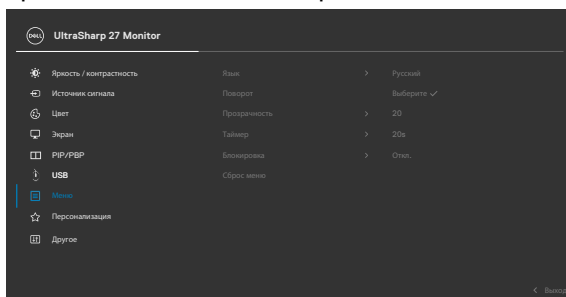 DELL UltraSharp 27 Monitor
Яркость / контрастность Язык > Русский
Источник сигнала Поворот Выберите ✓
Цвет Прозрачность > 20
Экран Таймер > 20s
PIP/PBP Блокировка > Откл.
USB Сброс меню
Меню
Персонализация
Другое
< Выход